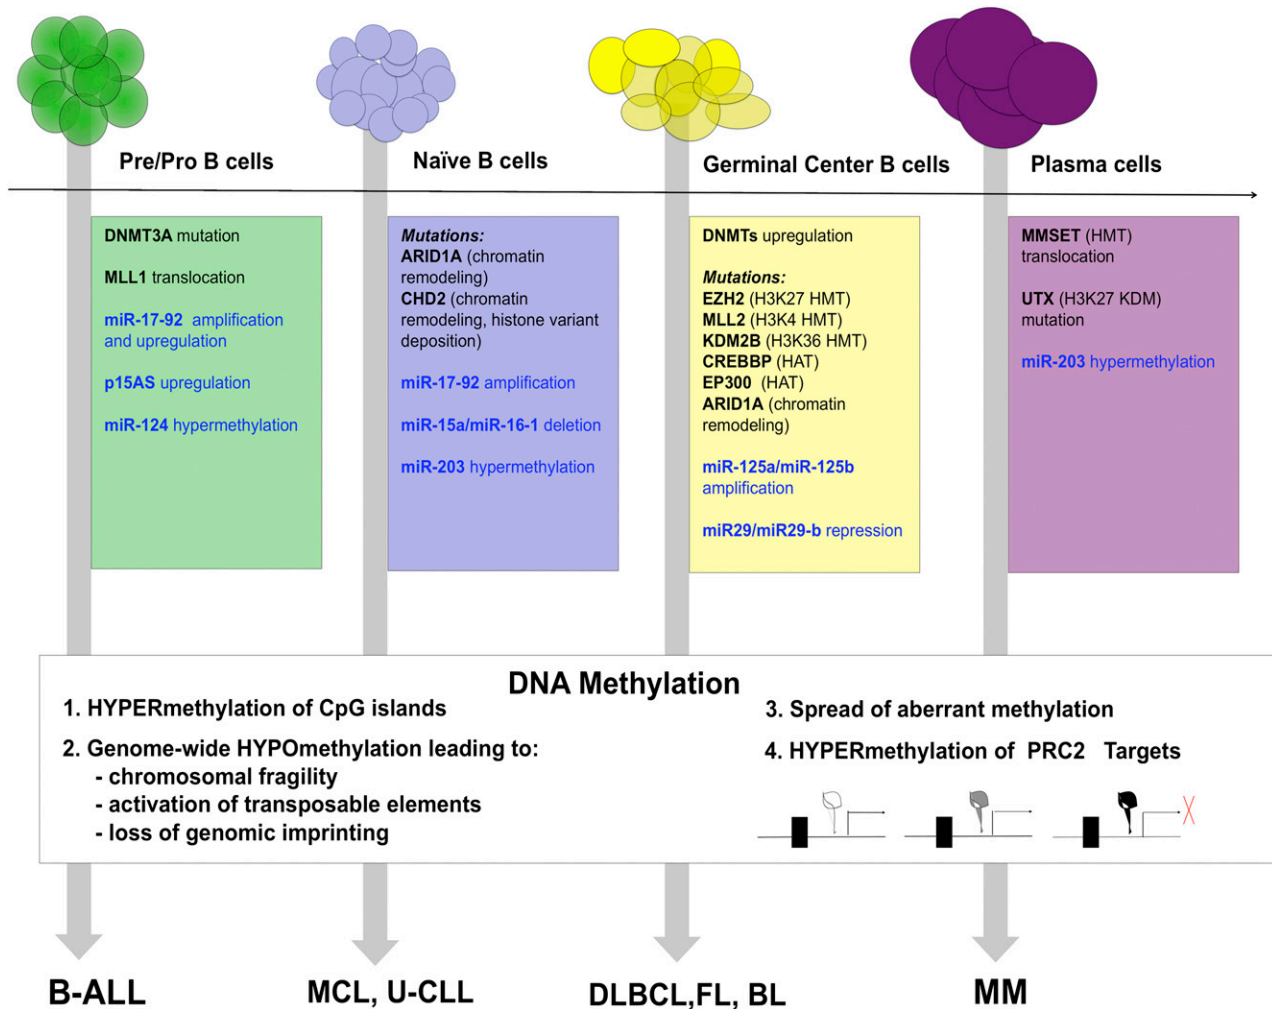 Pre/Pro B cells
Naïve B cells
Germinal Center B cells
Plasma cells
DNMT3A mutation
MLL1 translocation
miR-17-92 amplification
and upregulation
p15AS upregulation
miR-124 hypermethylation
Mutations:
ARID1A (chromatin
remodeling)
CHD2 (chromatin
remodeling, histone variant
deposition)
miR-17-92 amplification
miR-15a/miR-16-1 deletion
miR-203 hypermethylation
DNMTs upregulation
Mutations:
EZH2 (H3K27 HMT)
MLL2 (H3K4 HMT)
KDM2B (H3K36 HMT)
CREBBP (HAT)
EP300 (HAT)
ARID1A (chromatin
remodeling)
miR-125a/miR-125b
amplification
miR29/miR29-b repression
MMSET (HMT)
translocation
UTX (H3K27 KDM)
mutation
miR-203 hypermethylation
DNA Methylation
1. HYPERmethylation of CpG islands
2. Genome-wide HYPOmethylation leading to:
- chromosomal fragility
- activation of transposable elements
- loss of genomic imprinting
3. Spread of aberrant methylation
4. HYPERmethylation of PRC2 Targets
B-ALL
MCL, U-CLL
DLBCL,FL, BL
MM